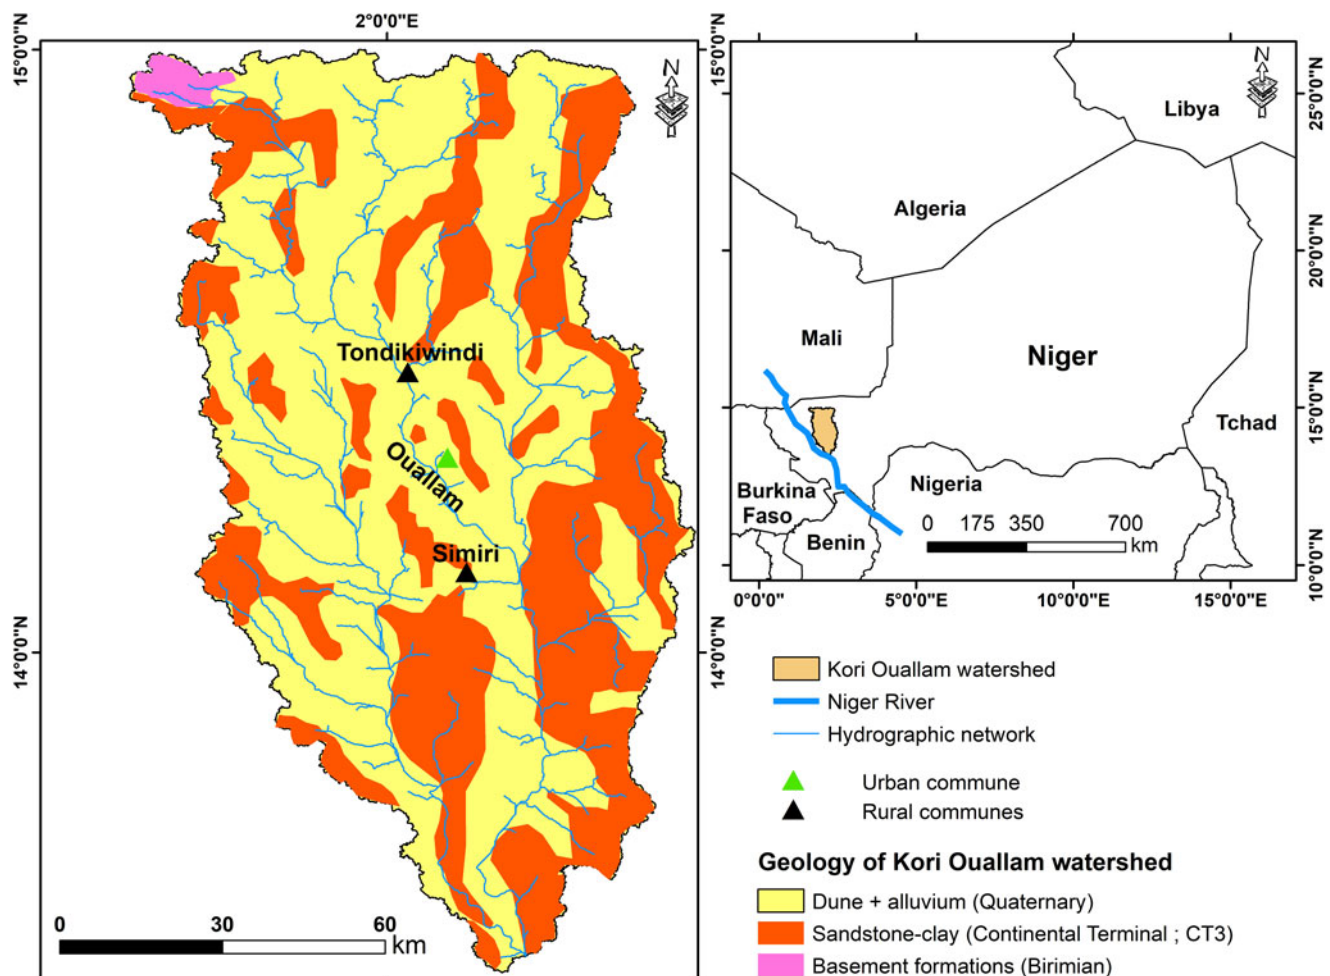 2°0'0"E
15°0'0"N
15°0'0"N
N
N
Libya
25°0'0"N
Algeria
20°0'0"N
Mali
Niger
Tondikiwindi
15°0'0"N
Tchad
Ouallam
Burkina
Faso
Nigeria
0 175 350 700
km
Benin
Simiri
10°0'0"N
0°0'0" 5°0'0"E 10°0'0"E 15°0'0"E
14°0'0"N
14°0'0"N
Kori Ouallam watershed
Niger River
Hydrographic network
Urban commune
Rural communes
Geology of Kori Ouallam watershed
Dune + alluvium (Quaternary)
Sandstone-clay (Continental Terminal ; CT3)
Basement formations (Birimian)
0 30 60
km